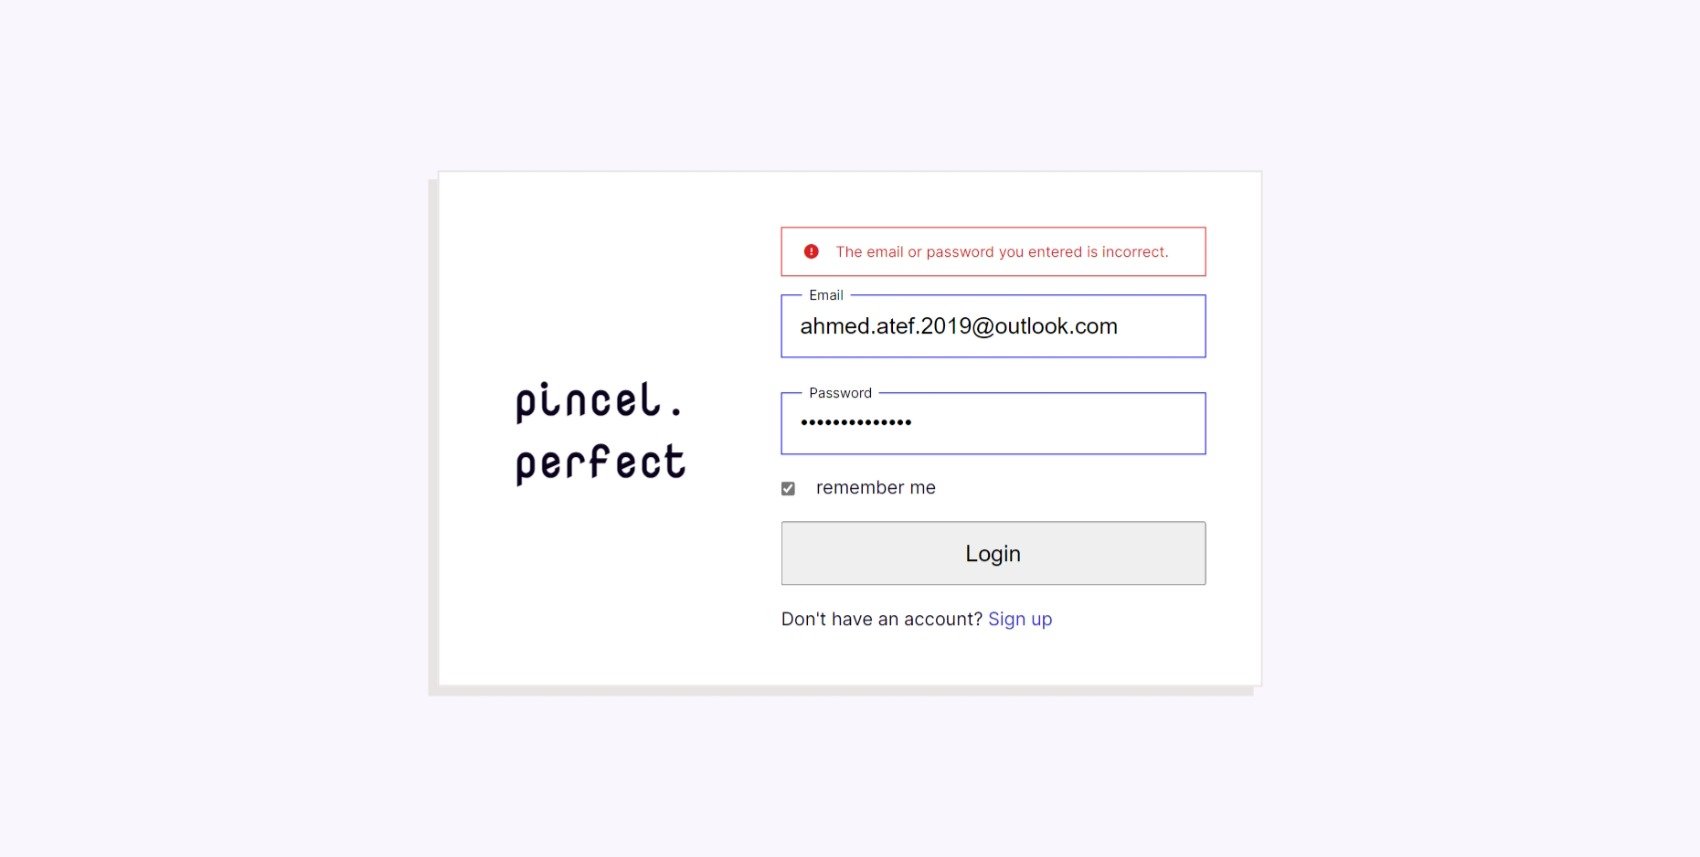 pincel.
perfect
The email or password you entered is incorrect.
Email
ahmed.atef.2019@outlook.com
Password
••••••••••••••
remember me
Login
Don't have an account? Sign up